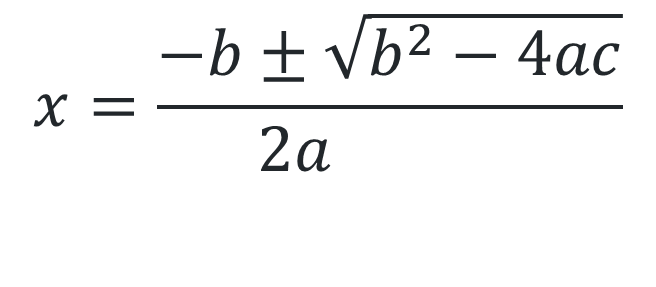 x = (−b ± √(b² − 4ac)) / 2a